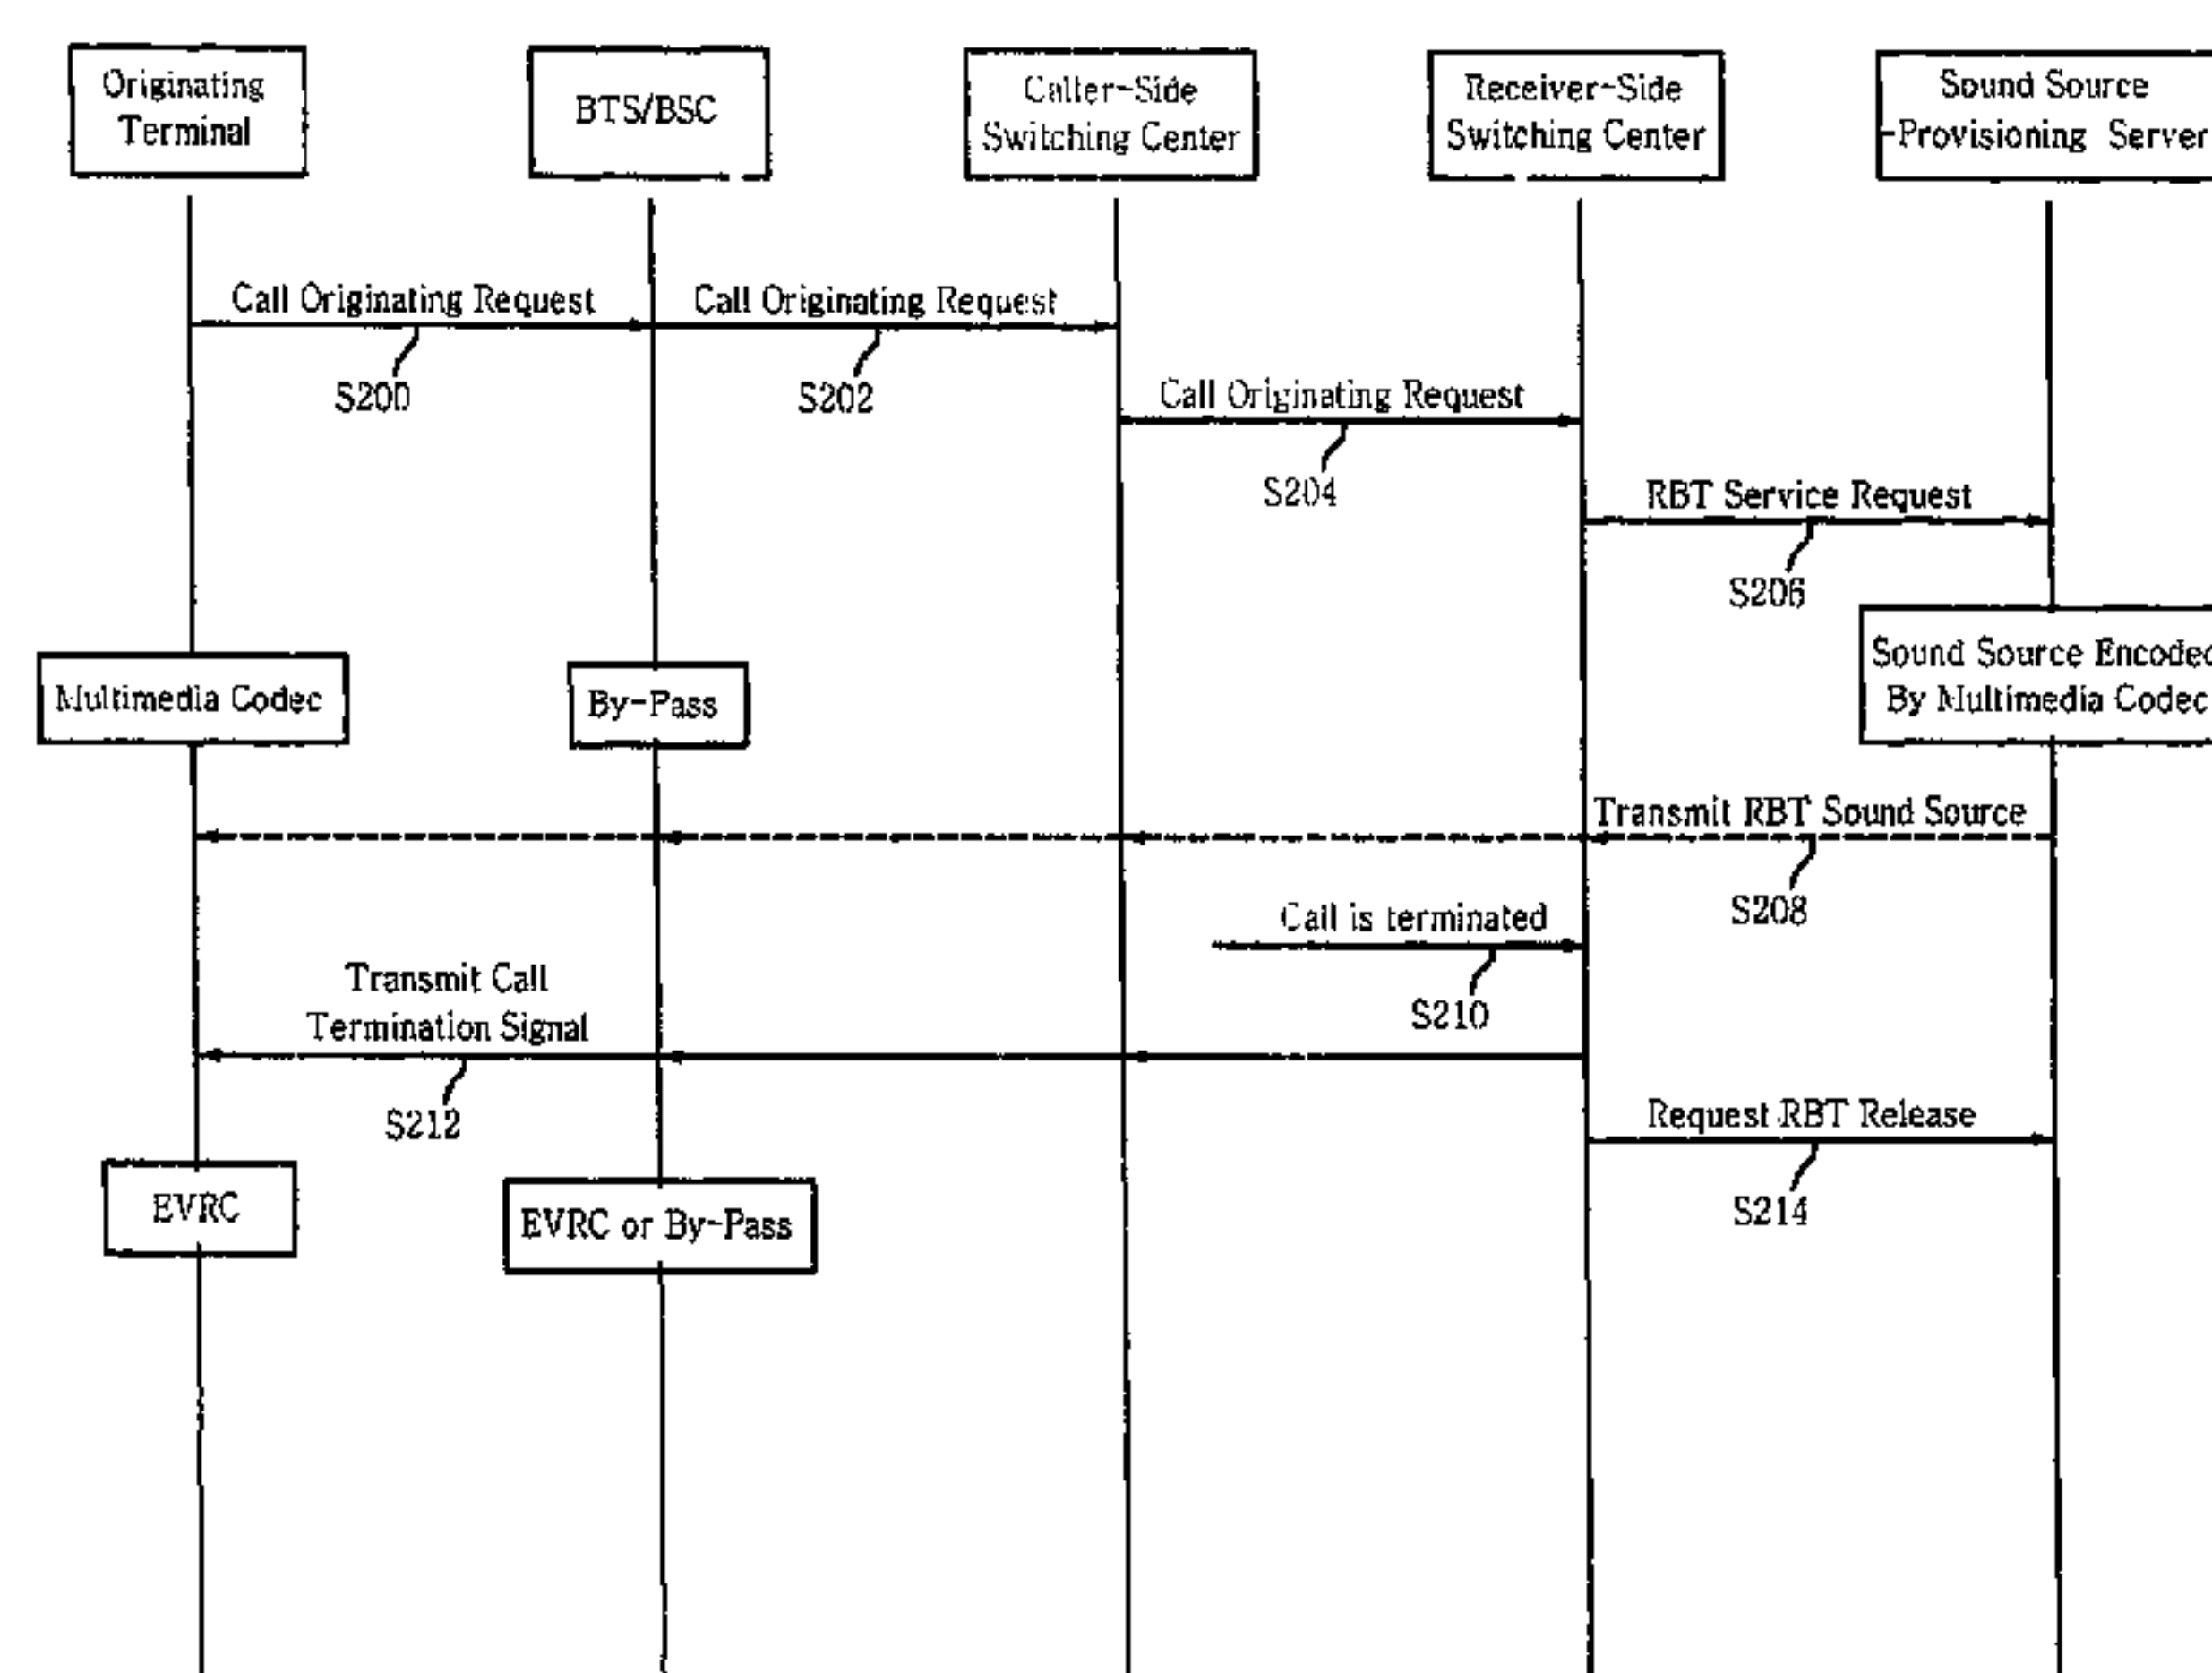 Originating
Terminal
BTS/BSC
Caller-Side
Switching Center
Receiver-Side
Switching Center
Sound Source
-Provisioning Server
Call Originating Request
Call Originating Request
S200
S202
Call Originating Request
S204
RBT Service Request
S206
Multimedia Codec
By-Pass
Sound Source Encoded
By Multimedia Codec
Transmit RBT Sound Source
S208
Call is terminated
S210
Transmit Call
Termination Signal
S212
Request RBT Release
S214
EVRC
EVRC or By-Pass